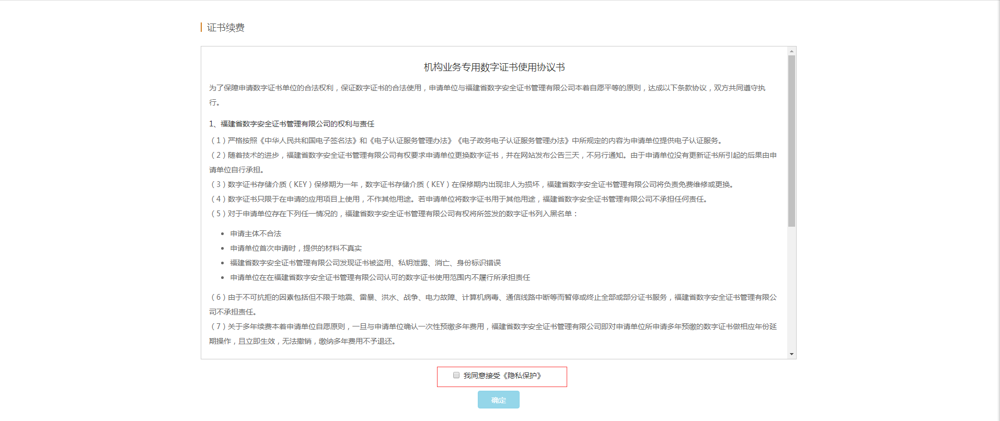 证书续费
机构业务专用数字证书使用协议书
为了保障申请数字证书单位的合法权利，保证数字证书的合法使用，申请单位与福建省数字安全证书管理有限公司本着自愿平等的原则，达成以下条款协议，双方共同遵守执
行。
1、福建省数字安全证书管理有限公司的权利与责任
（1）严格按照《中华人民共和国电子签名法》和《电子认证服务管理办法》《电子政务电子认证服务管理办法》中所规定的内容为申请单位提供电子认证服务。
（2）随着技术的进步，福建省数字安全证书管理有限公司有权要求申请单位更换数字证书，并在网站发布公告三天，不另行通知。由于申请单位没有更新证书所引起的后果由申
请单位自行承担。
（3）数字证书存储介质（KEY）保修期为一年，数字证书存储介质（KEY）在保修期内出现非人为损坏，福建省数字安全证书管理有限公司将负责免费维修或更换。
（4）数字证书只限于在申请的应用项目上使用，不作其他用途。若申请单位将数字证书用于其他用途，福建省数字安全证书管理有限公司不承担任何责任。
（5）对于申请单位存在下列任一情况的，福建省数字安全证书管理有限公司有权将所签发的数字证书列入黑名单：
• 申请主体不合法
• 申请单位首次申请时，提供的材料不真实
• 福建省数字安全证书管理有限公司发现证书被盗用、私钥泄露、消亡、身份标识错误
• 申请单位在在福建省数字安全证书管理有限公司认可的数字证书使用范围内不履行所承担责任
（6）由于不可抗拒的因素包括但不限于地震、雷暴、洪水、战争、电力故障、计算机病毒、通信线路中断等而暂停或终止全部或部分证书服务，福建省数字安全证书管理有限公
司不承担责任。
（7）关于多年续费本着申请单位自愿原则，一旦与申请单位确认一次性预缴多年费用，福建省数字安全证书管理有限公司即对申请单位所申请多年预缴的数字证书做相应年份延
期操作，且立即生效，无法撤销，缴纳多年费用不予退还。
我同意接受《隐私保护》
确定